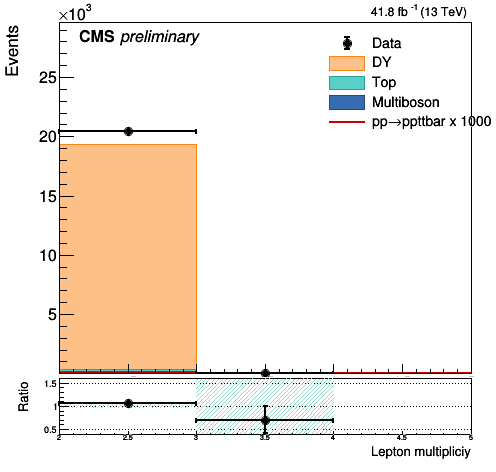 ×10³
41.8 fb⁻¹ (13 TeV)
CMS preliminary
Events
Data
DY
Top
Multiboson
pp→ppttbar x 1000
25
20
15
10
5
Ratio
1.5
1
0.5
2
2.5
3
3.5
4
4.5
5
Lepton multipliciy